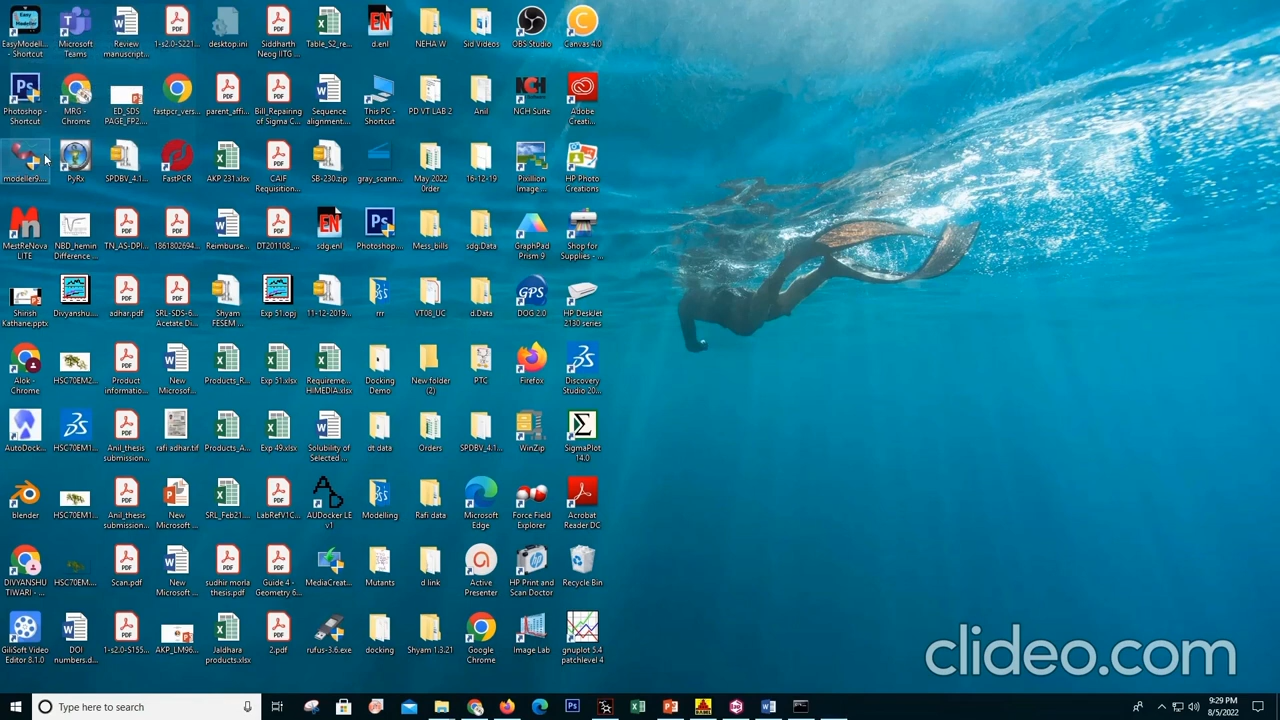 EasyModell... - Shortcut
Microsoft Teams
Review manuscript...
1-s2.0-S221...
desktop.ini
Siddharth Neog IITG ...
Table_S2_re...
d.enl
NEHA W
Sid Videos
OBS Studio
Canvas 4.0
Photoshop - Shortcut
MRG - Chrome
ED_SDS PAGE_FP2....
fastpcr_vers...
parent_affi...
Bill_Repairing of Sigma C...
Sequence alignment....
This PC - Shortcut
PD VT LAB 2
Anil
NCH Suite
Adobe Creati...
modeller9....
PyRx
SPDBV_4.1...
FastPCR
AKP 231.xlsx
CAIF Requisition...
SB-230.zip
gray_scann...
May 2022 0rder
16-12-19
Pixillion Image ...
HP Photo Creations
MestReNova LITE
NBD_hemin Difference ...
TN_AS-DPI...
1861802694...
Reimburse...
DT201108_...
sdg.enl
Photoshop....
Mess_bills
sdg.Data
GraphPad Prism 9
Shop for Supplies - ...
Shirish Kathane.pptx
Divyanshu....
adhar.pdf
SRL-SDS-6... Acetate Di...
Shyam FESEM ...
Exp 51.opj
11-12-2019...
rrr
VT08_UC
d.Data
DOG 2.0
HP DeskJet 2130 series
Alok - Chrome
HSC70EM2...
Product information...
New Microsof...
Products_R...
Exp 51.xlsx
Requireme... HiMEDIA.xlsx
Docking Demo
New folder (2)
PTC
Firefox
Discovery Studio 20...
AutoDock...
HSC70EM1...
Anil_thesis submission...
rafi adhar.tif
Products_A...
Exp 49.xlsx
Solubility of Selected ...
dt data
Orders
SPDBV_4.1...
WinZip
SigmaPlot 14.0
blender
HSC70EM1...
Anil_thesis submission...
New Microsoft ...
SRL_Feb21...
LabRefV1C...
AUDocker LE v1
Modelling
Rafi data
Microsoft Edge
Force Field Explorer
Acrobat Reader DC
DIVYANSHU TIWARI - ...
HSC70EM....
Scan.pdf
New Microsoft ...
sudhir morla thesis.pdf
Guide 4 - Geometry 6...
MediaCreat...
Mutants
d link
Active Presenter
HP Print and Scan Doctor
Recycle Bin
GiliSoft Video Editor 8.1.0
DOI numbers.d...
1-s2.0-S155...
AKP_LM96...
Jaldhara products.xlsx
2.pdf
rufus-3.6.exe
docking
Shyam 1.3.21
Google Chrome
Image Lab
gnuplot 5.4 patchlevel 4
clideo.com
Type here to search
9:29 PM
8/5/2022